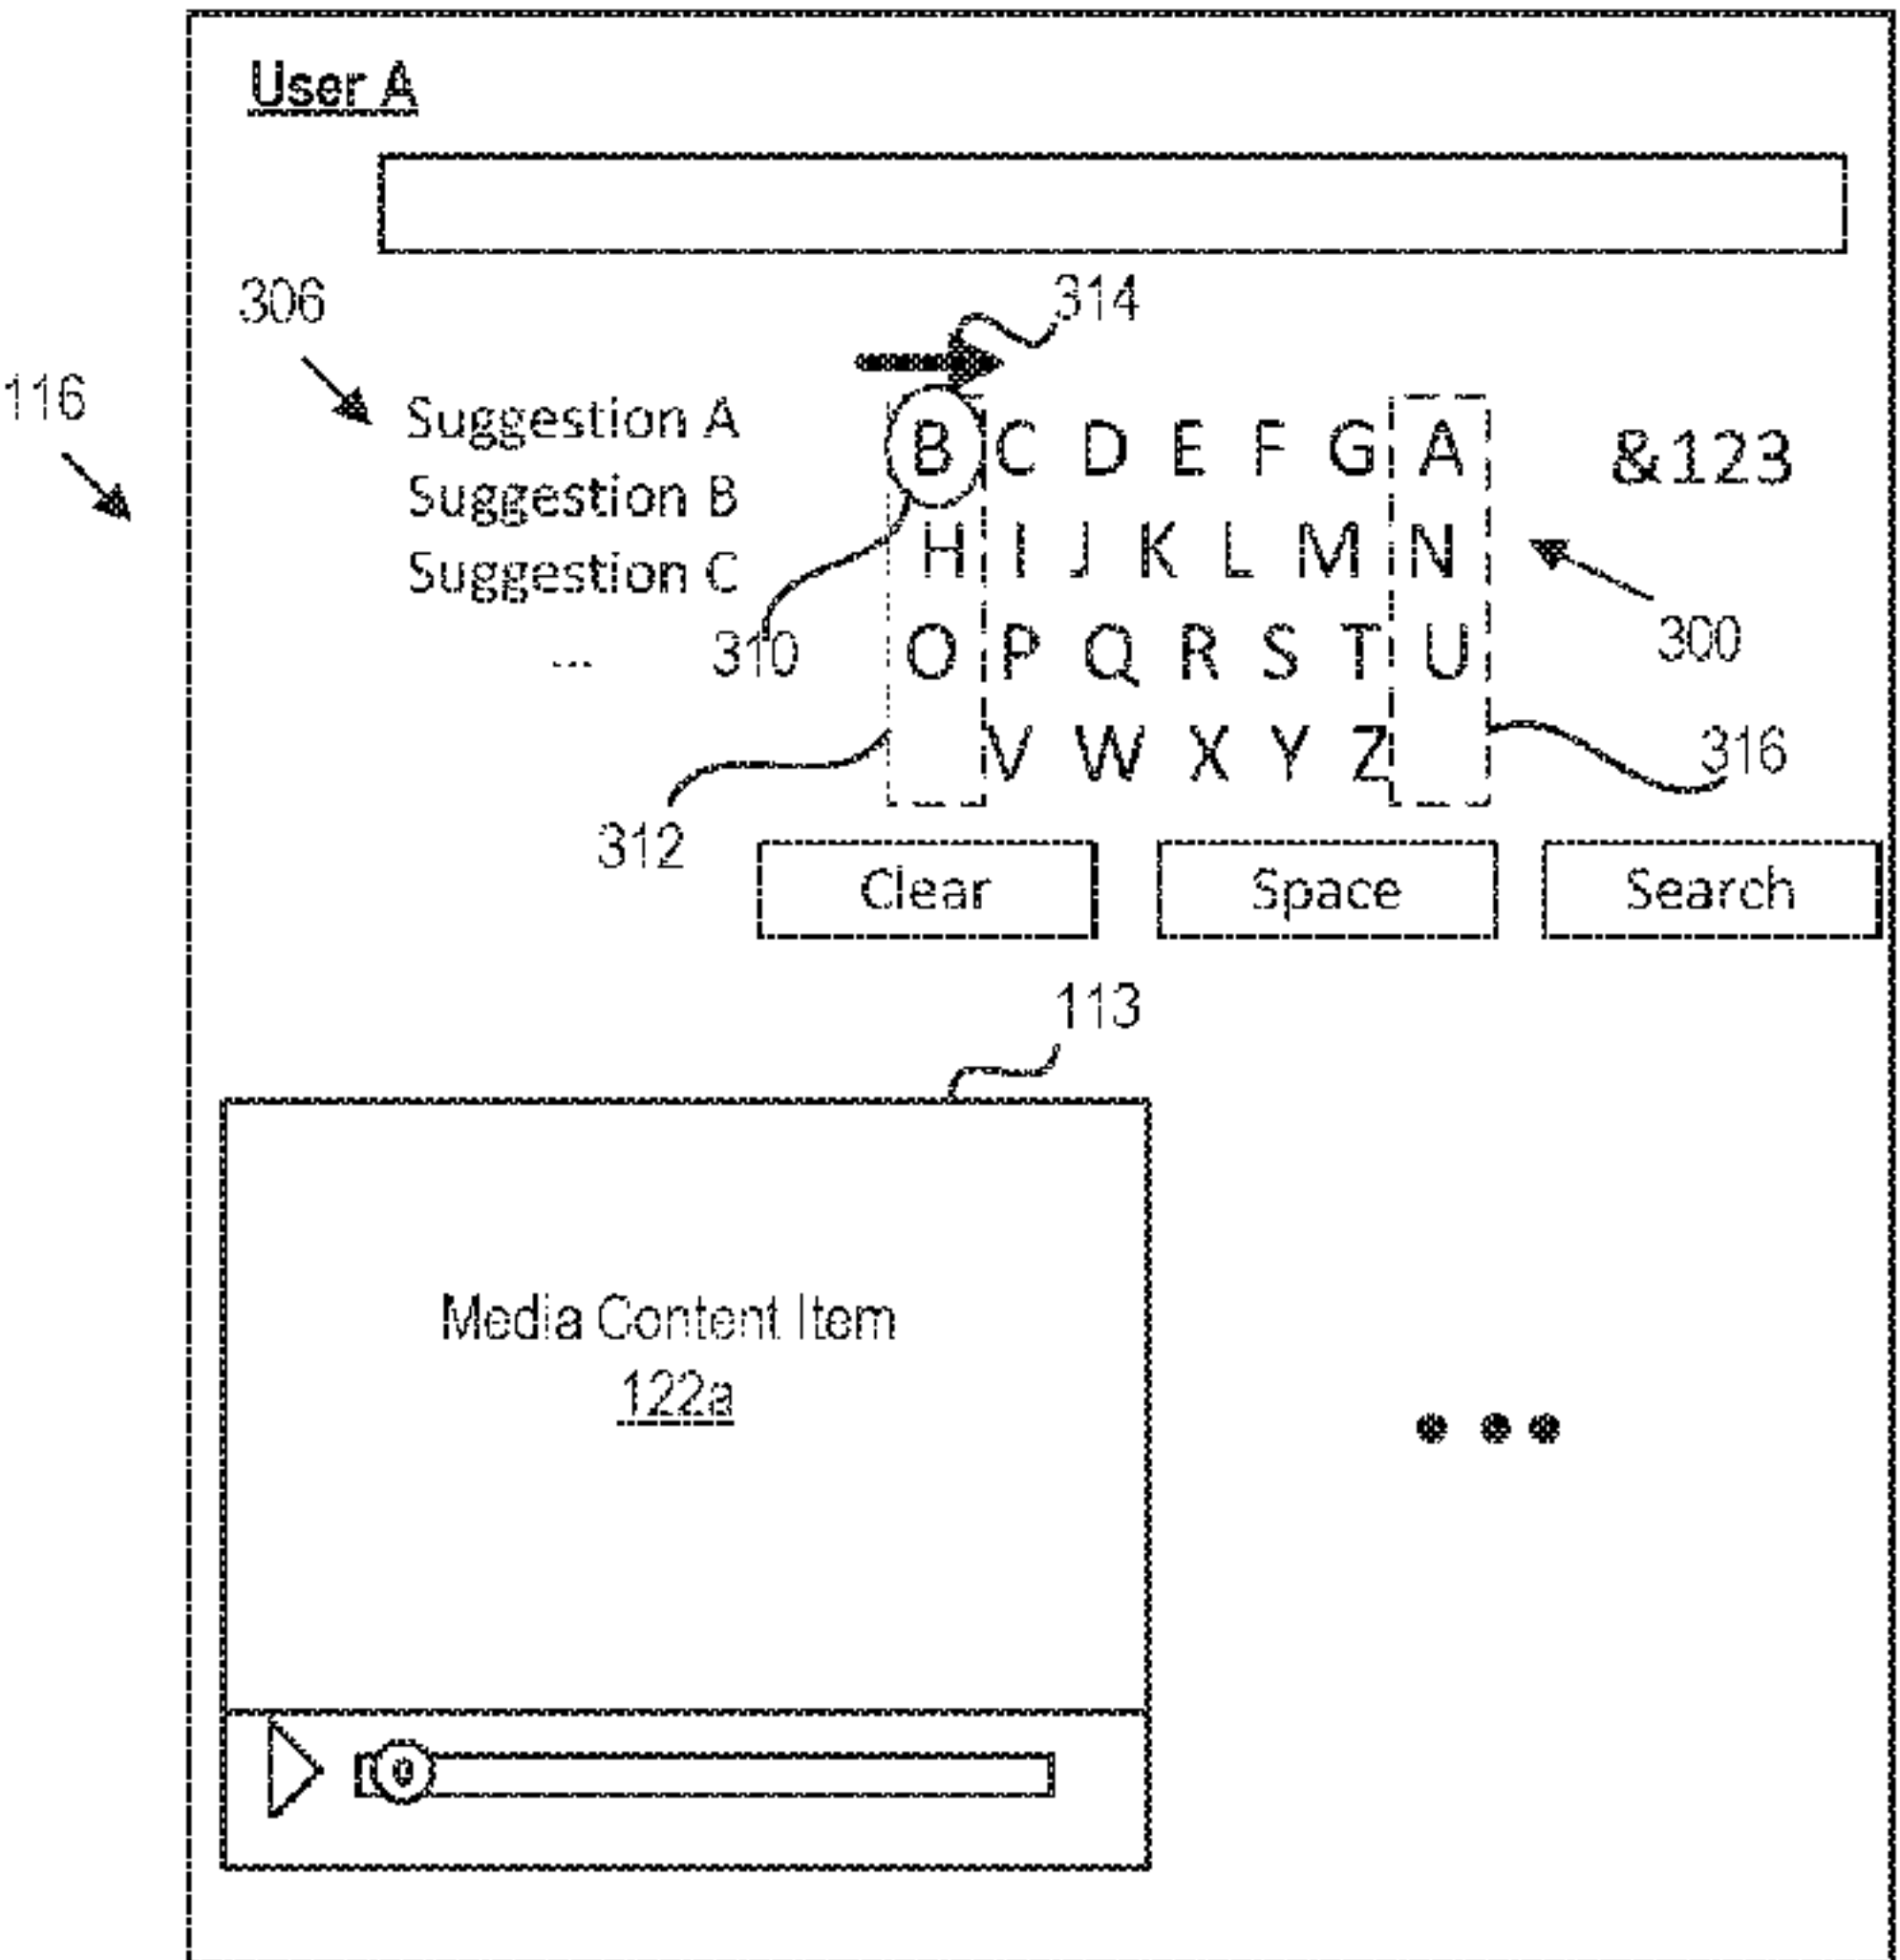 User A
306
314
116
Suggestion A
B C D E F G A
&123
Suggestion B
H I J K L M N
Suggestion C
...
310
O P Q R S T U
300
V W X Y Z
316
312
Clear
Space
Search
113
Media Content Item
122a